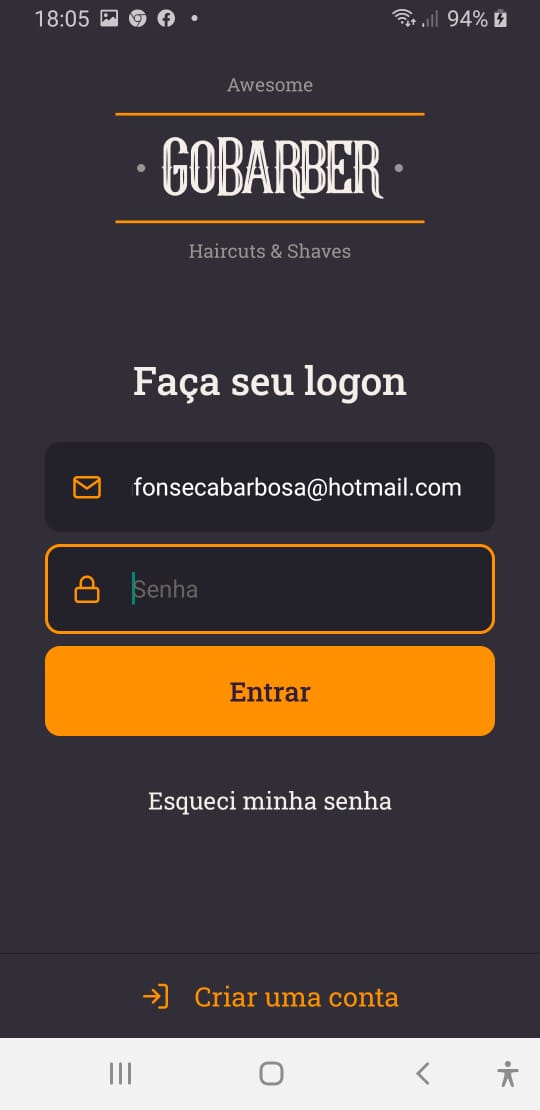 18:05
94%
Awesome
GOBARBER
Haircuts & Shaves
Faça seu logon
fonsecabarbosa@hotmail.com
Senha
Entrar
Esqueci minha senha
Criar uma conta